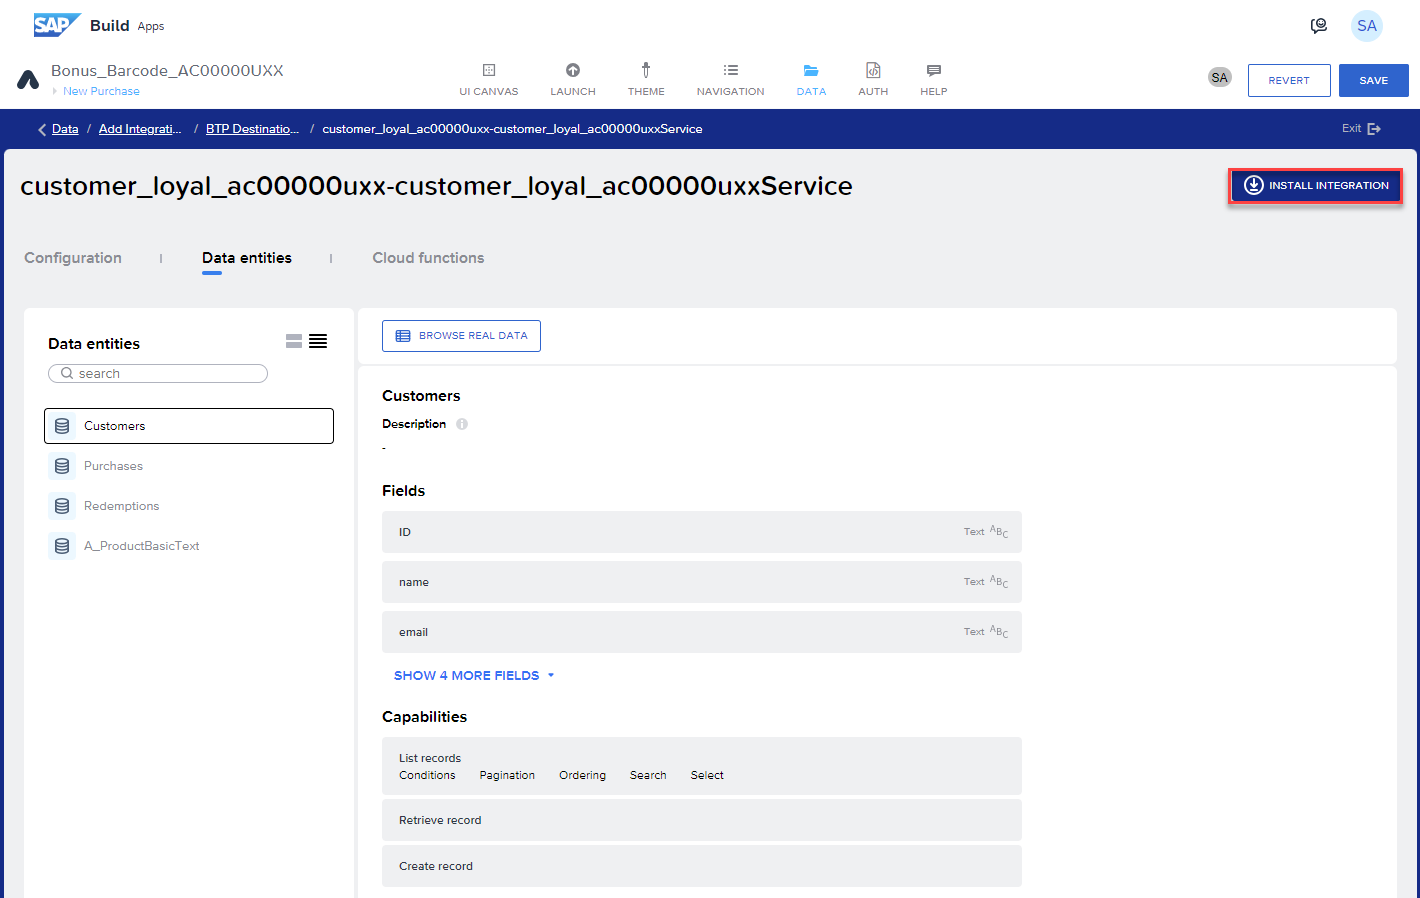 SAP Build Apps
SA
Bonus_Barcode_AC00000UXX
New Purchase
UI CANVAS
LAUNCH
THEME
NAVIGATION
DATA
AUTH
HELP
SA
REVERT
SAVE
Data / Add Integrati... / BTP Destinatio... / customer_loyal_ac00000uxx-customer_loyal_ac00000uxxService
Exit
customer_loyal_ac00000uxx-customer_loyal_ac00000uxxService
INSTALL INTEGRATION
Configuration
Data entities
Cloud functions
Data entities
search
Customers
Purchases
Redemptions
A_ProductBasicText
BROWSE REAL DATA
Customers
Description
-
Fields
ID Text ABC
name Text ABC
email Text ABC
SHOW 4 MORE FIELDS
Capabilities
List records
Conditions Pagination Ordering Search Select
Retrieve record
Create record